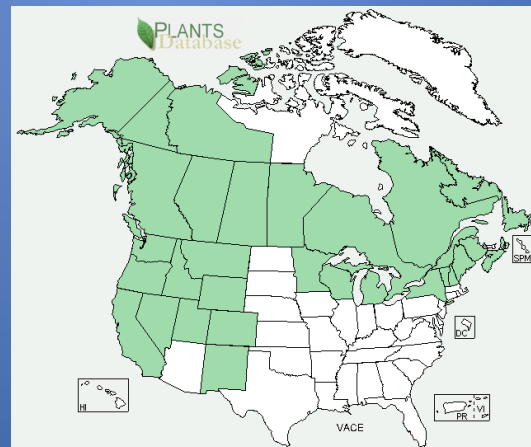 PLANTS
Database
SPM
DC
HI
PR
VI
VACE